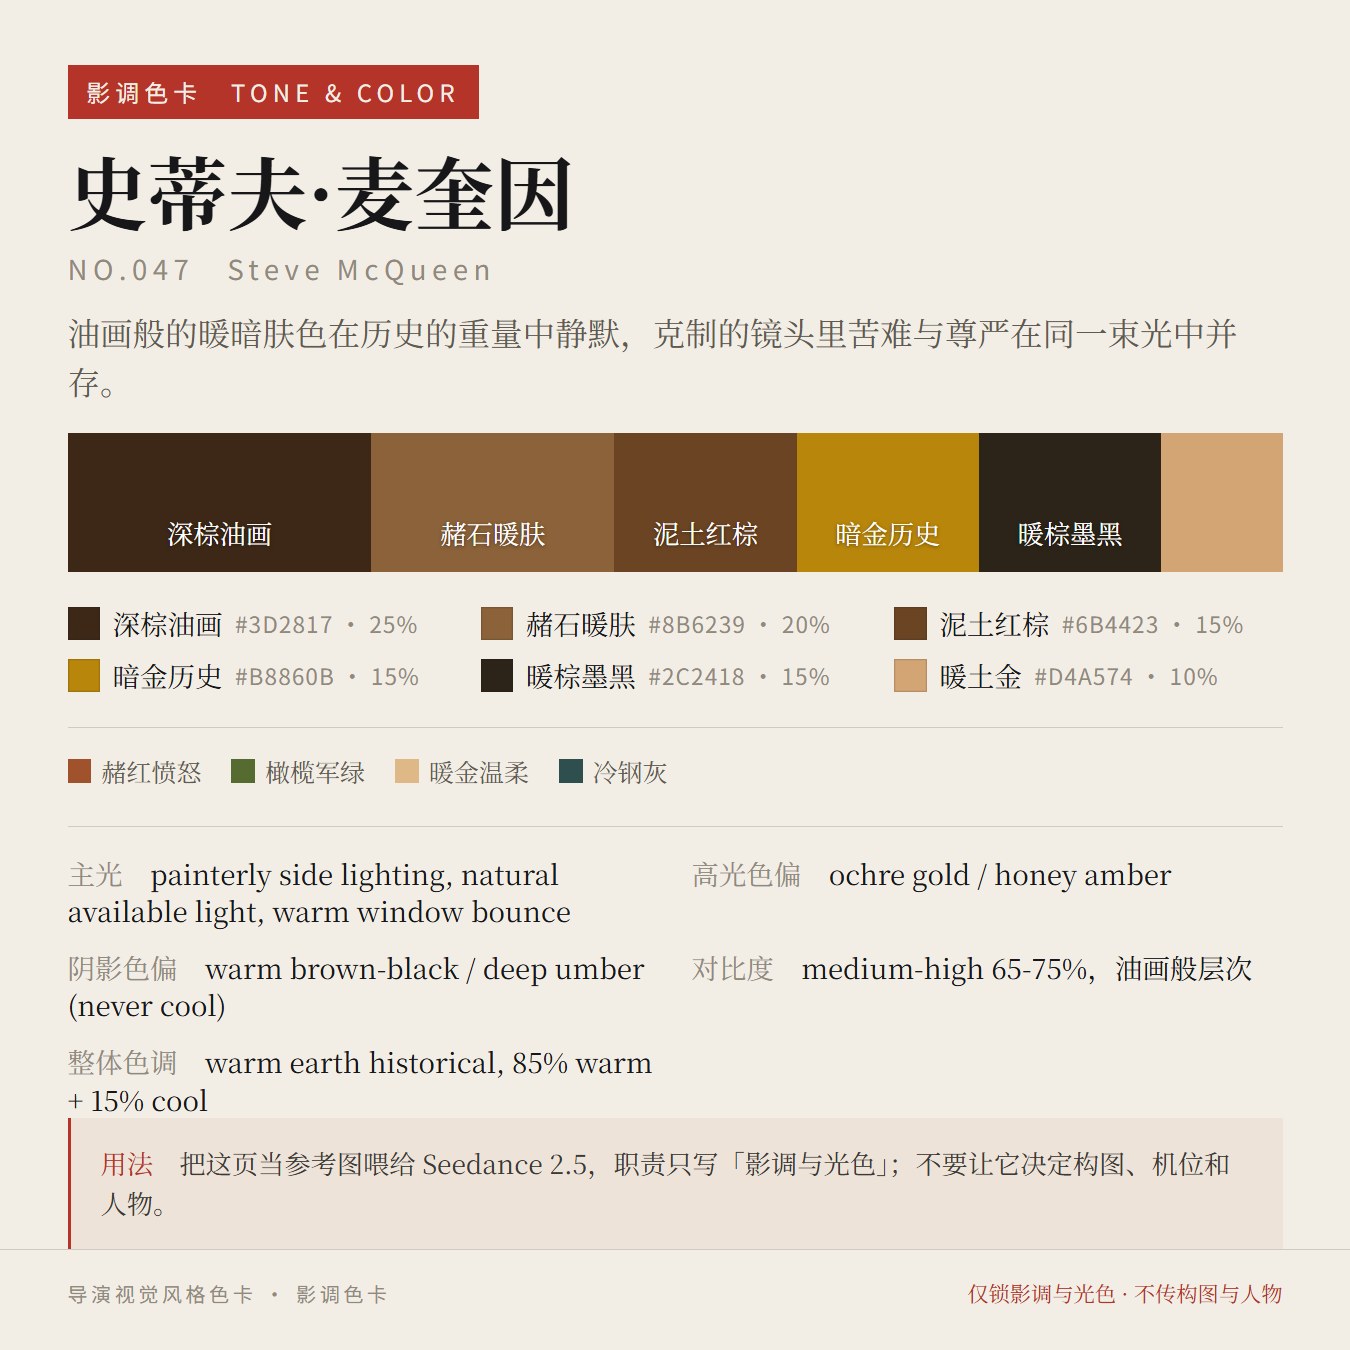 影调色卡 TONE & COLOR
史蒂夫·麦奎因
NO.047 Steve McQueen
油画般的暖暗肤色在历史的重量中静默，克制的镜头里苦难与尊严在同一束光中并
存。
深棕油画 赭石暖肤 泥土红棕 暗金历史 暖棕墨黑
深棕油画 #3D2817 · 25% 赭石暖肤 #8B6239 · 20% 泥土红棕 #6B4423 · 15%
暗金历史 #B8860B · 15% 暖棕墨黑 #2C2418 · 15% 暖土金 #D4A574 · 10%
赭红愤怒 橄榄军绿 暖金温柔 冷钢灰
主光 painterly side lighting, natural
available light, warm window bounce
高光色偏 ochre gold / honey amber
阴影色偏 warm brown-black / deep umber
(never cool)
对比度 medium-high 65-75%，油画般层次
整体色调 warm earth historical, 85% warm
+ 15% cool
用法 把这页当参考图喂给 Seedance 2.5，职责只写「影调与光色」；不要让它决定构图、机位和
人物。
导演视觉风格色卡 · 影调色卡
仅锁影调与光色 · 不传构图与人物